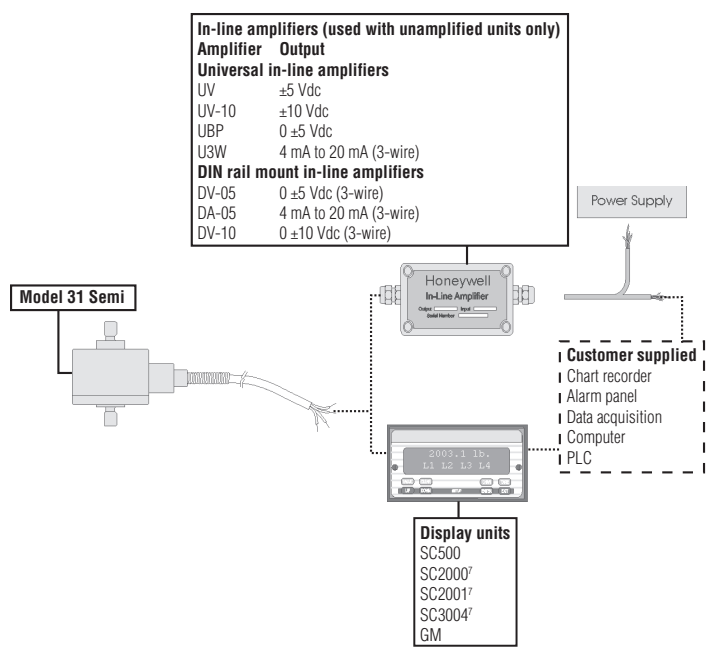 In-line amplifiers (used with unamplified units only)
Amplifier Output
Universal in-line amplifiers
UV ±5 Vdc
UV-10 ±10 Vdc
UBP 0 ±5 Vdc
U3W 4 mA to 20 mA (3-wire)
DIN rail mount in-line amplifiers
DV-05 0 ±5 Vdc (3-wire)
DA-05 4 mA to 20 mA (3-wire)
DV-10 0 ±10 Vdc (3-wire)
Power Supply
Honeywell
In-Line Amplifier
Output Input
Serial Number
Model 31 Semi
Customer supplied
Chart recorder
Alarm panel
Data acquisition
Computer
PLC
2003.1 lb.
L1 L2 L3 L4
UP DOWN SETUP ENTER EXIT
Display units
SC500
SC2000⁷
SC2001⁷
SC3004⁷
GM